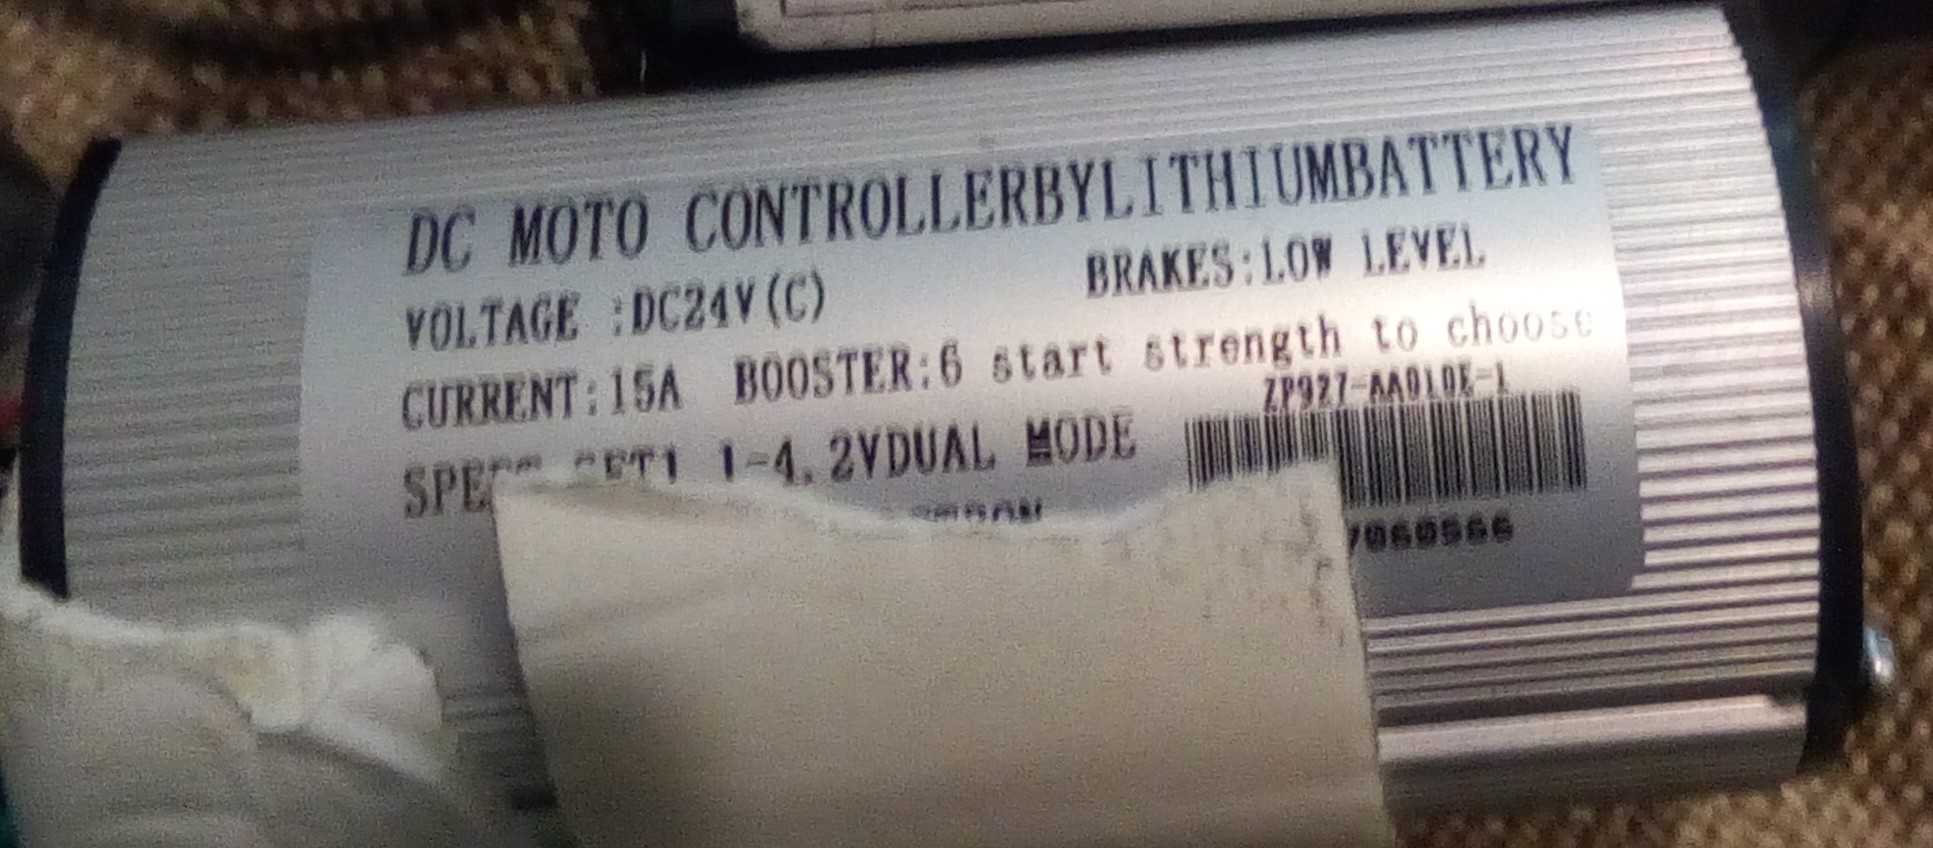 DC MOTO CONTROLLERBYLITHIUMBATTERY
VOLTAGE :DC24V(C) BRAKES:LOW LEVEL
CURRENT:15A BOOSTER:6 start strength to choose
ZP927-AA010E-1
1-4.2VDUAL MODE